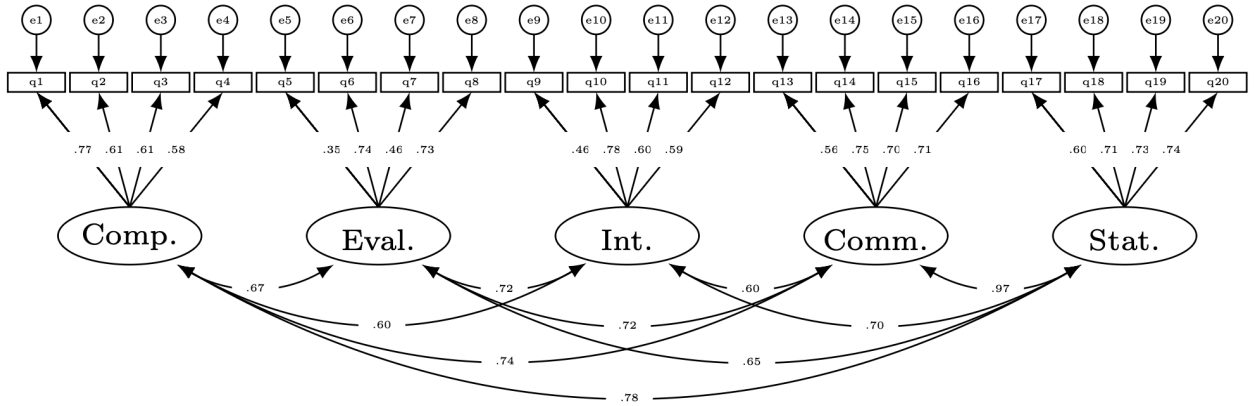 e1 e2 e3 e4 e5 e6 e7 e8 e9 e10 e11 e12 e13 e14 e15 e16 e17 e18 e19 e20
q1 q2 q3 q4 q5 q6 q7 q8 q9 q10 q11 q12 q13 q14 q15 q16 q17 q18 q19 q20
.77 .61 .61 .58 .35 .74 .46 .73 .46 .78 .60 .59 .56 .75 .70 .71 .60 .71 .73 .74
Comp. Eval. Int. Comm. Stat.
.67 .72 .60 .97
.60 .72 .70
.74 .65
.78